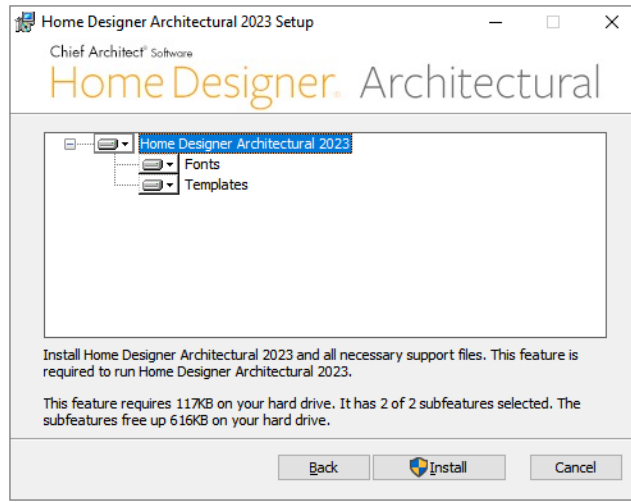 Home Designer Architectural 2023 Setup
Chief Architect® Software
Home Designer® Architectural
Home Designer Architectural 2023
Fonts
Templates
Install Home Designer Architectural 2023 and all necessary support files. This feature is
required to run Home Designer Architectural 2023.
This feature requires 117KB on your hard drive. It has 2 of 2 subfeatures selected. The
subfeatures free up 616KB on your hard drive.
Back Install Cancel